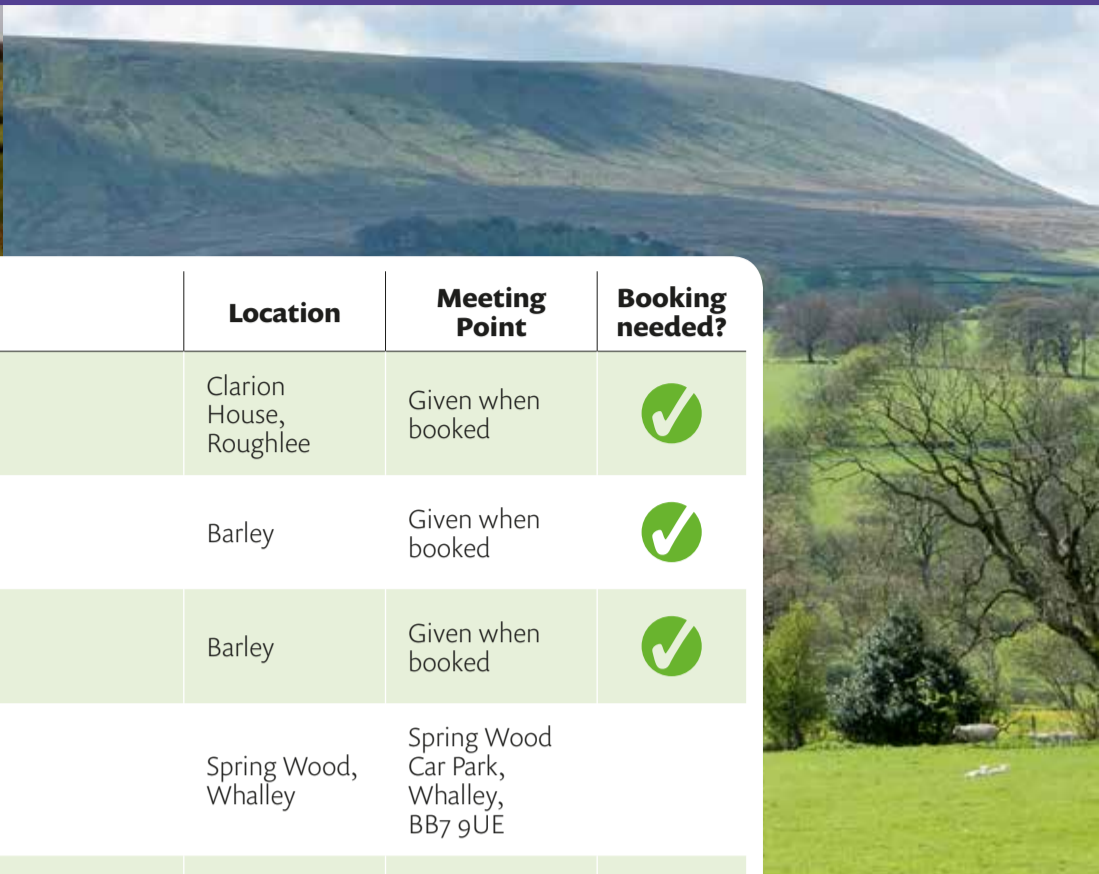 Location
Meeting
Point
Booking
needed?
Clarion
House,
Roughlee
Given when
booked
Barley
Given when
booked
Barley
Given when
booked
Spring Wood,
Whalley
Spring Wood
Car Park,
Whalley,
BB7 9UE